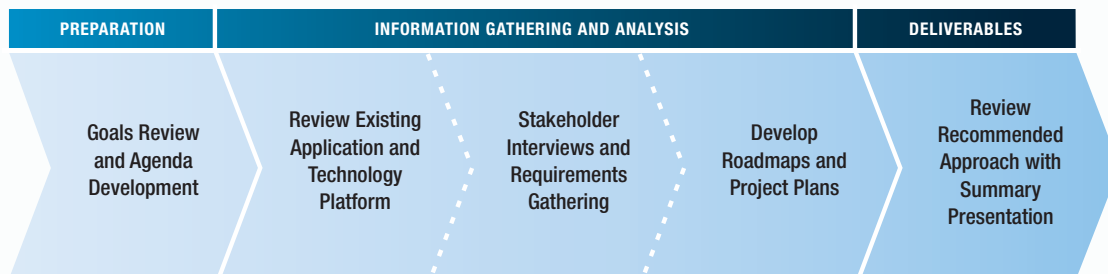 PREPARATION
INFORMATION GATHERING AND ANALYSIS
DELIVERABLES
Goals Review
and Agenda
Development
Review Existing
Application and
Technology
Platform
Stakeholder
Interviews and
Requirements
Gathering
Develop
Roadmaps and
Project Plans
Review
Recommended
Approach with
Summary
Presentation